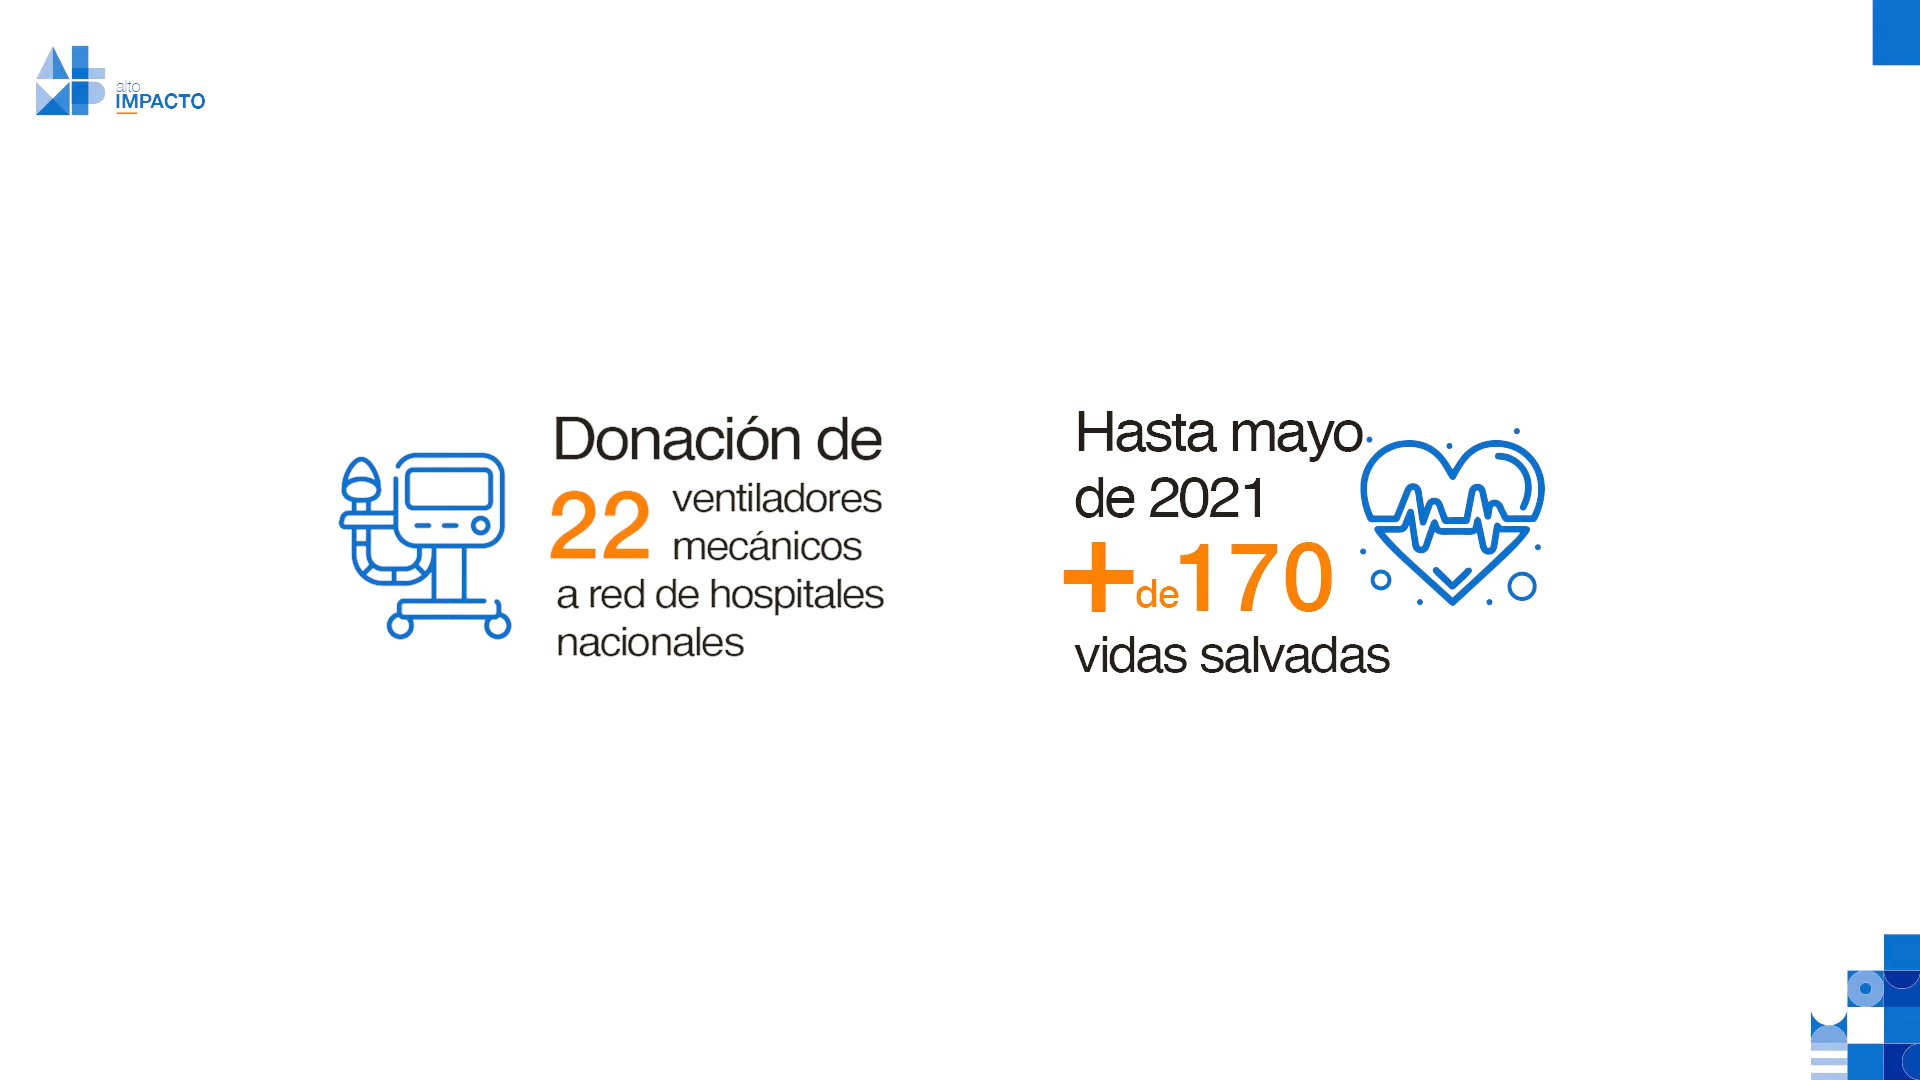 alto
IMPACTO
Donación de
22 ventiladores
mecánicos
a red de hospitales
nacionales
Hasta mayo
de 2021
+de170
vidas salvadas